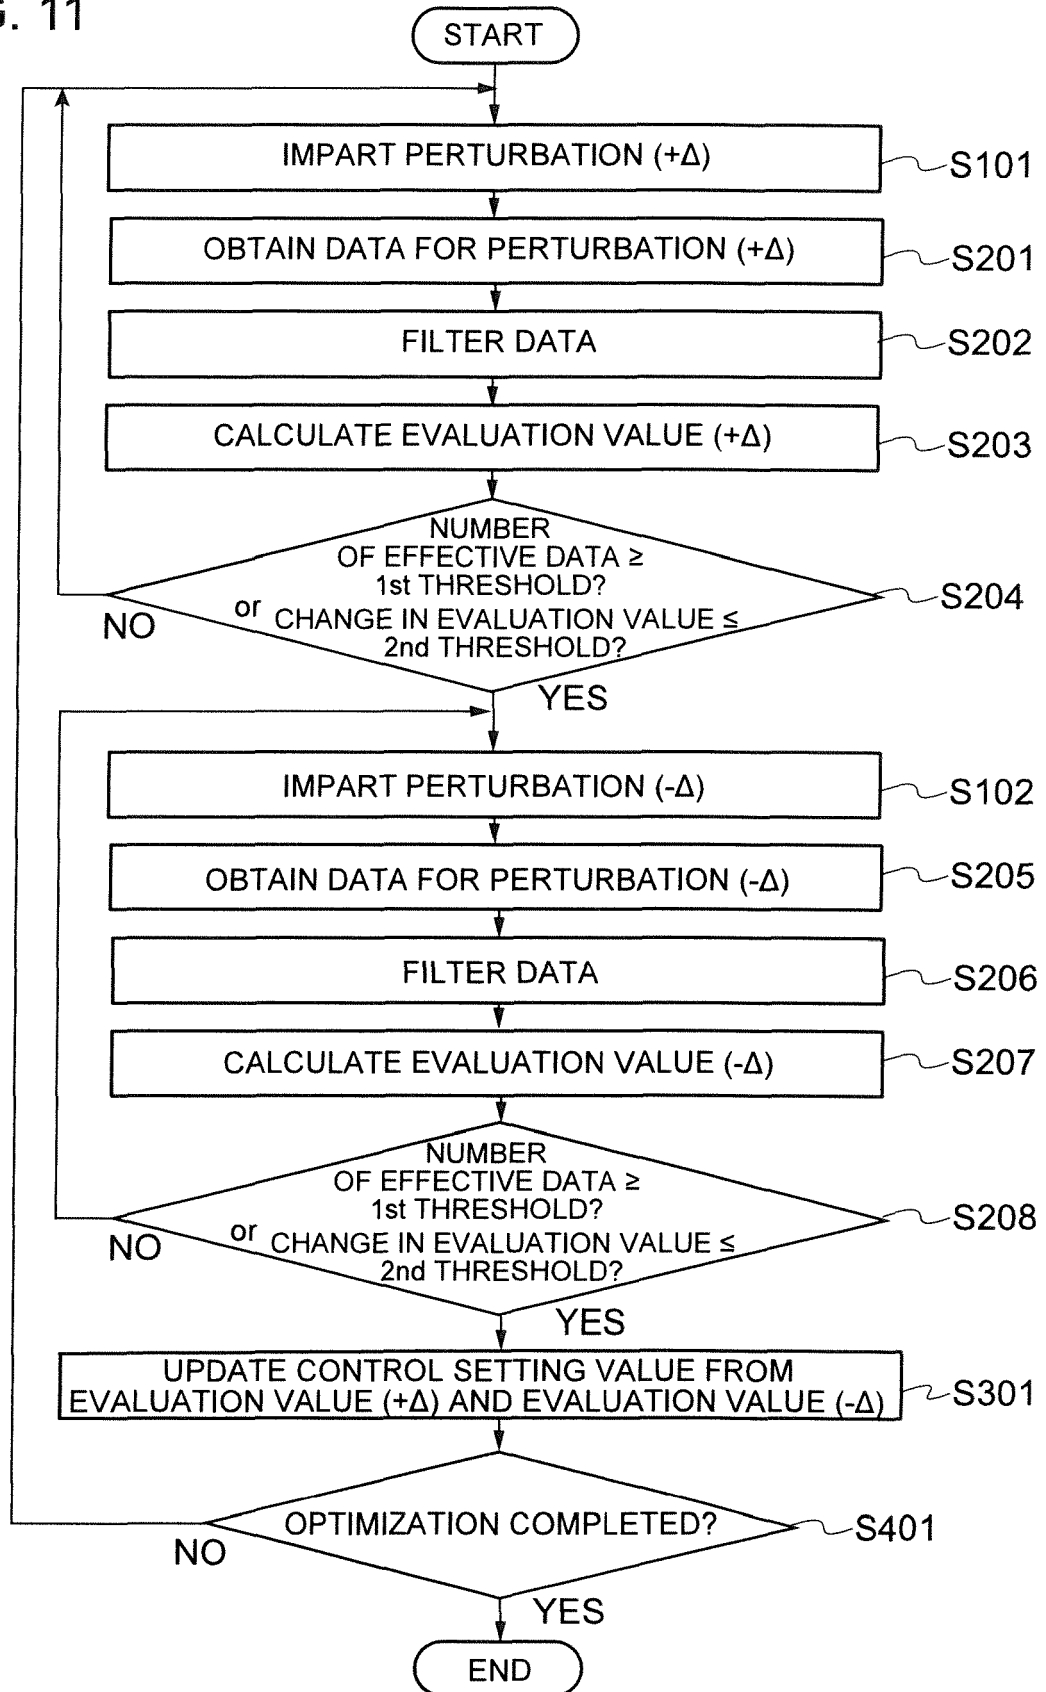 G. 11
START
IMPART PERTURBATION (+Δ)
S101
OBTAIN DATA FOR PERTURBATION (+Δ)
S201
FILTER DATA
S202
CALCULATE EVALUATION VALUE (+Δ)
S203
NUMBER
OF EFFECTIVE DATA ≥
1st THRESHOLD?
or CHANGE IN EVALUATION VALUE ≤
2nd THRESHOLD?
S204
NO
YES
IMPART PERTURBATION (-Δ)
S102
OBTAIN DATA FOR PERTURBATION (-Δ)
S205
FILTER DATA
S206
CALCULATE EVALUATION VALUE (-Δ)
S207
NUMBER
OF EFFECTIVE DATA ≥
1st THRESHOLD?
or CHANGE IN EVALUATION VALUE ≤
2nd THRESHOLD?
S208
NO
YES
UPDATE CONTROL SETTING VALUE FROM
EVALUATION VALUE (+Δ) AND EVALUATION VALUE (-Δ)
S301
OPTIMIZATION COMPLETED?
S401
NO
YES
END